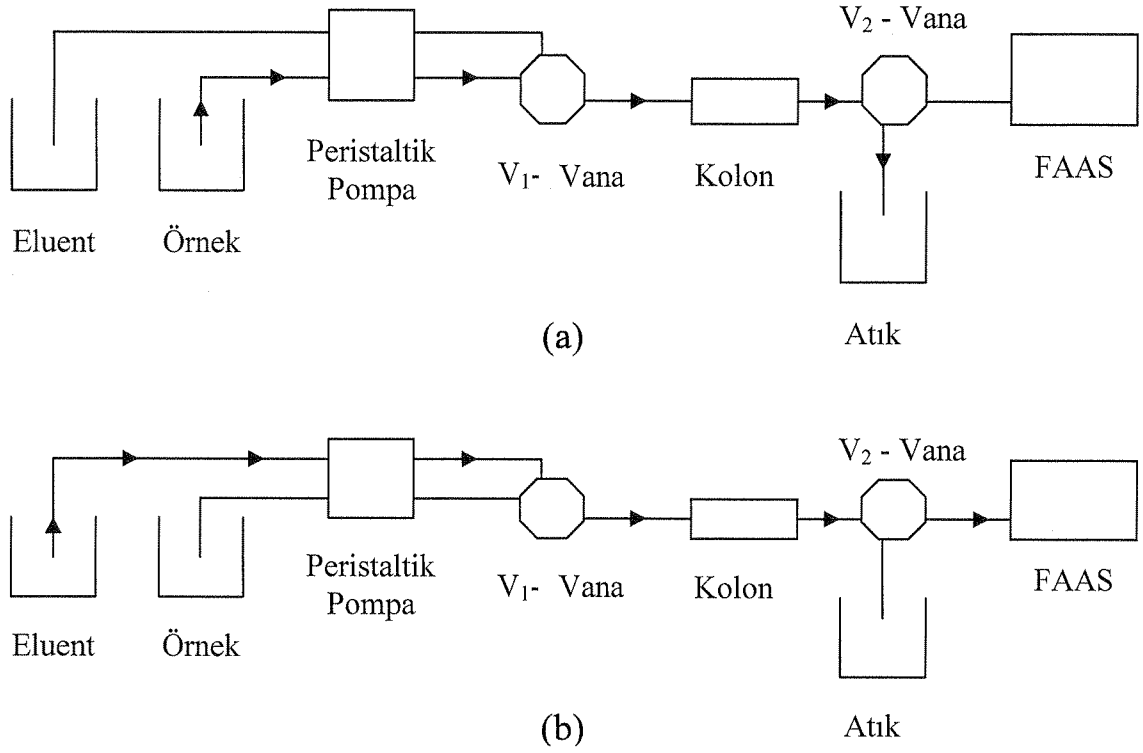 V₂ - Vana
Peristaltik
Pompa
V₁- Vana
Kolon
FAAS
Eluent
Örnek
Atık
(a)
V₂ - Vana
Peristaltik
Pompa
V₁- Vana
Kolon
FAAS
Eluent
Örnek
Atık
(b)